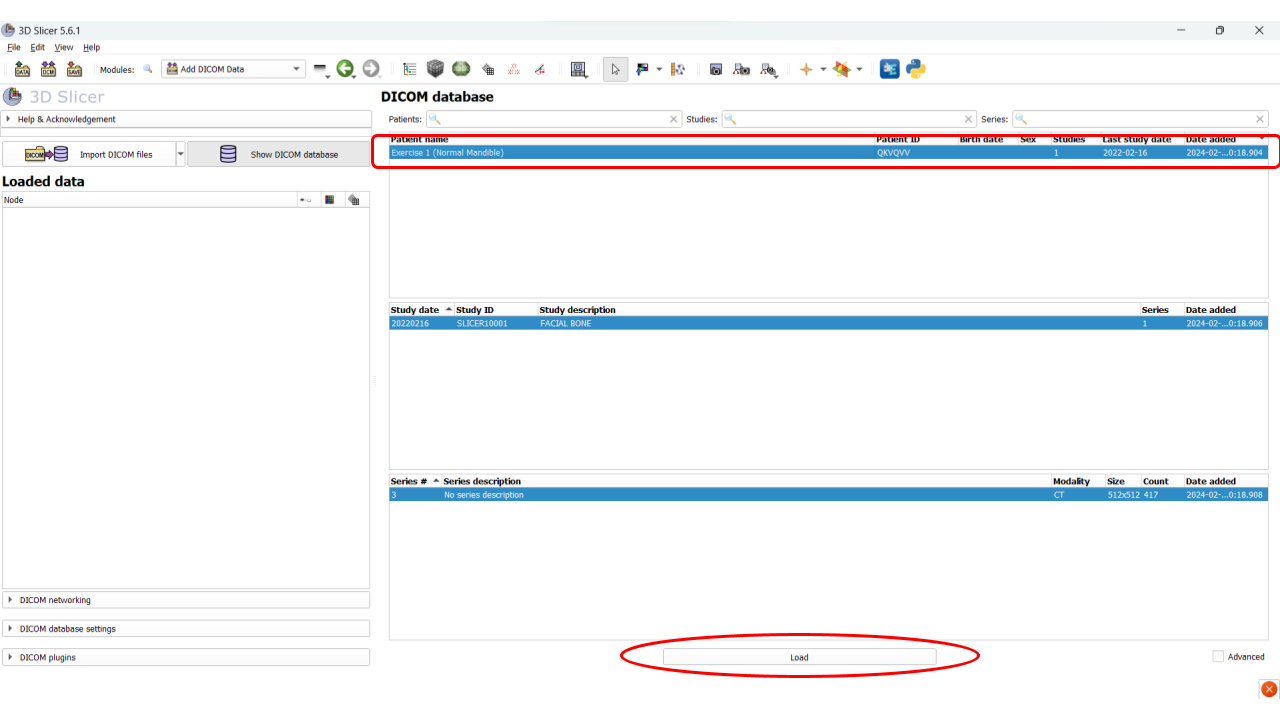 3D Slicer 5.6.1
File Edit View Help
DATA DCM SAVE Modules: Add DICOM Data
3D Slicer
Help & Acknowledgement
DICOM Import DICOM files Show DICOM database
Loaded data
Node
DICOM networking
DICOM database settings
DICOM plugins
DICOM database
Patients: Studies: Series:
Patient name Patient ID Birth date Sex Studies Last study date Date added
Exercise 1 (Normal Mandible) QKVQVV 1 2022-02-16 2024-02-...0:18.904
Study date Study ID Study description Series Date added
20220216 SLICER10001 FACIAL BONE 1 2024-02-...0:18.906
Series # Series description Modality Size Count Date added
3 No series description CT 512x512 417 2024-02-...0:18.908
Load Advanced